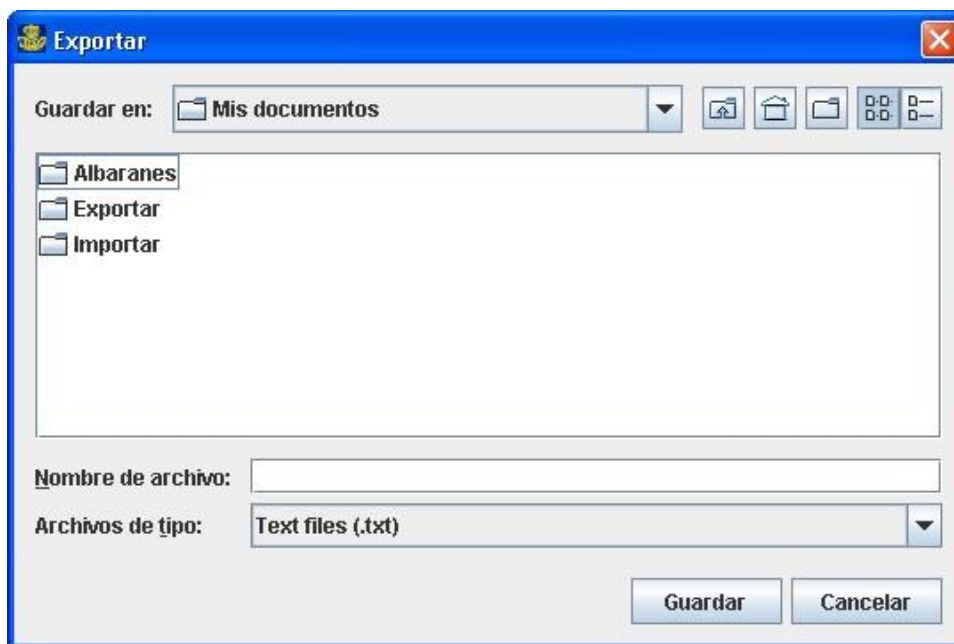 Exportar
Guardar en: Mis documentos
Albaranes
Exportar
Importar
Nombre de archivo:
Archivos de tipo: Text files (.txt)
Guardar Cancelar